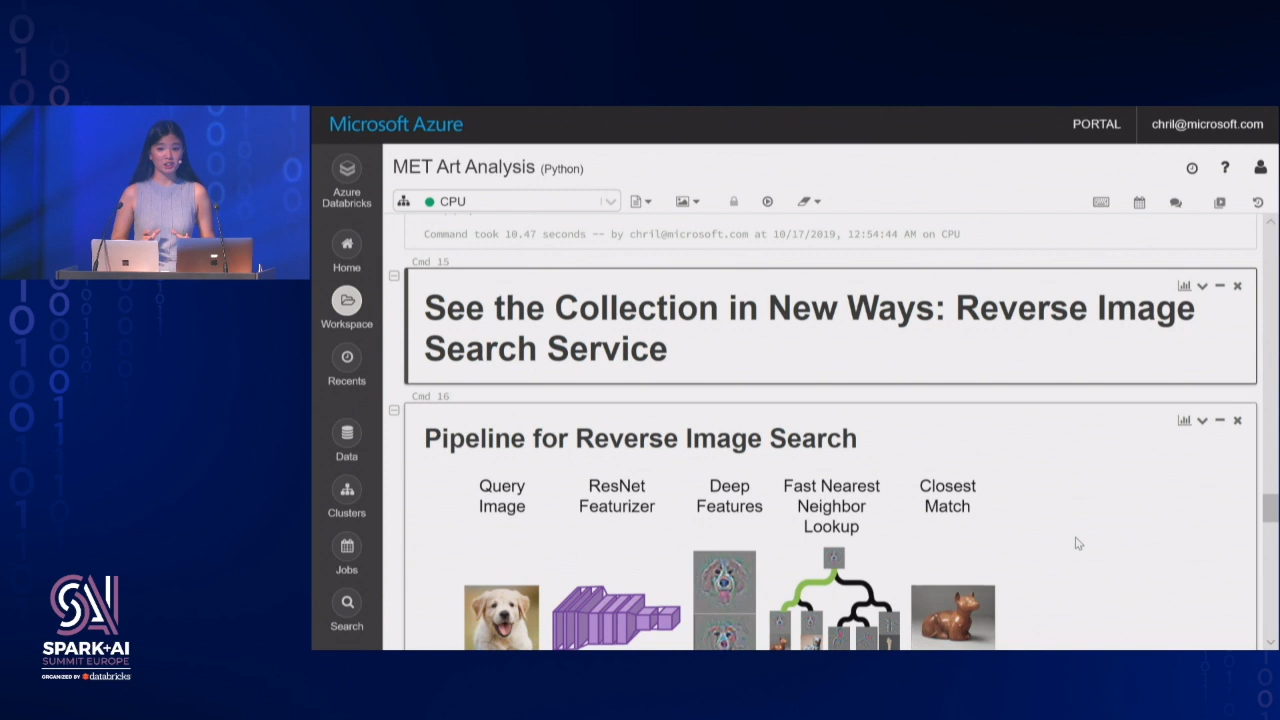 Microsoft Azure
PORTAL
chril@microsoft.com
Azure
Databricks
Home
Workspace
Recents
Data
Clusters
Jobs
Search
MET Art Analysis (Python)
CPU
Command took 10.47 seconds -- by chril@microsoft.com at 10/17/2019, 12:54:44 AM on CPU
Cmd 15
See the Collection in New Ways: Reverse Image
Search Service
Cmd 16
Pipeline for Reverse Image Search
Query
Image
ResNet
Featurizer
Deep
Features
Fast Nearest
Neighbor
Lookup
Closest
Match
SAI
SPARK+AI
SUMMIT EUROPE
ORGANIZED BY databricks